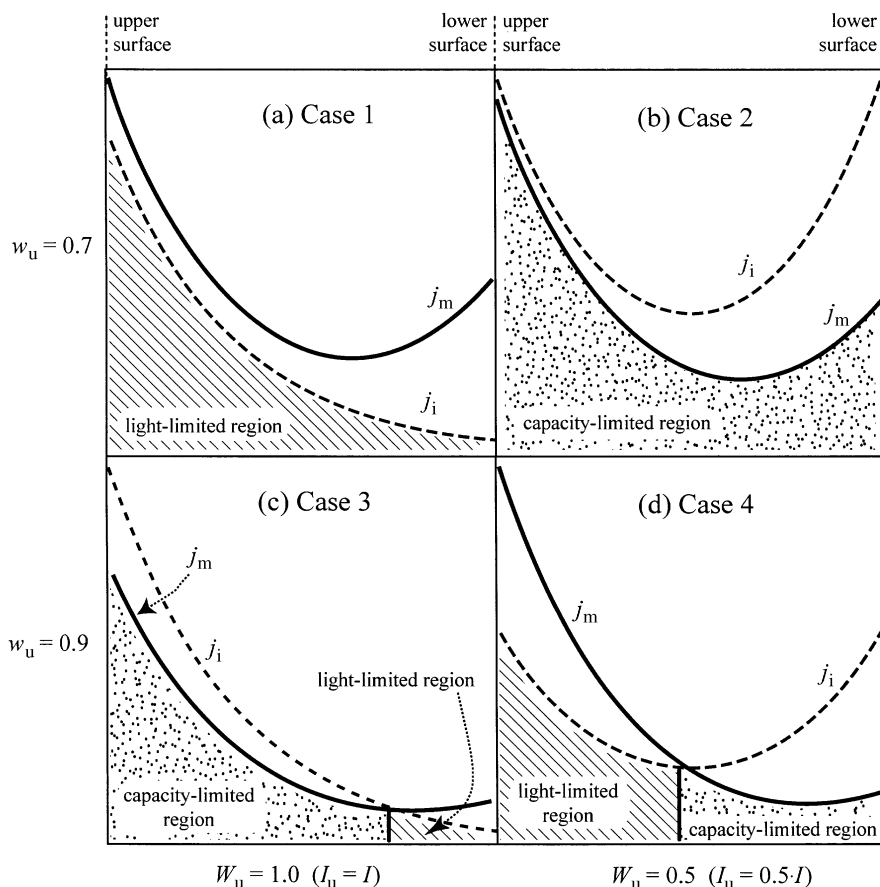 upper surface
lower surface
upper surface
lower surface
(a) Case 1
(b) Case 2
w_u = 0.7
j_m
j_i
light-limited region
j_i
j_m
capacity-limited region
(c) Case 3
(d) Case 4
w_u = 0.9
j_m
j_i
light-limited region
capacity-limited
region
j_m
j_i
light-limited
region
capacity-limited region
W_u = 1.0 (I_u = I)
W_u = 0.5 (I_u = 0.5·I)